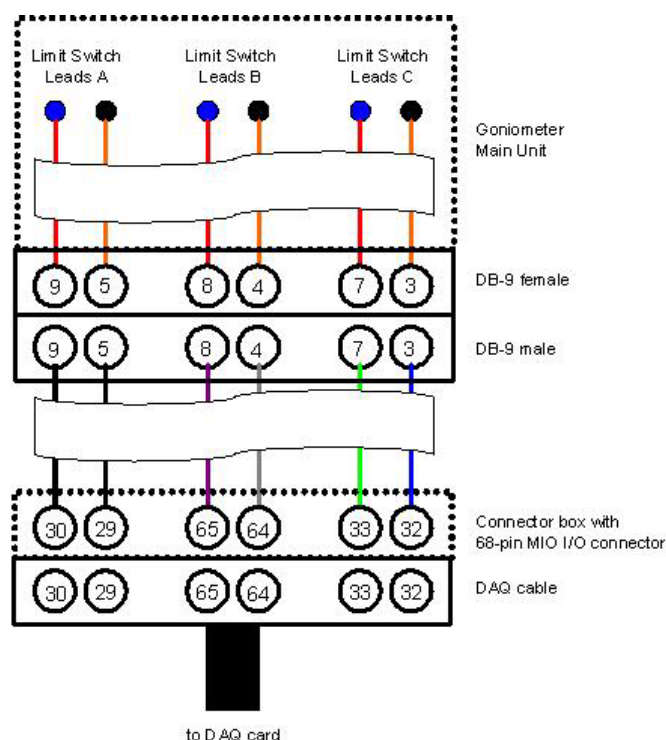 Limit Switch Limit Switch Limit Switch
Leads A Leads B Leads C
Goniometer
Main Unit
9 5 8 4 7 3
DB-9 female
9 5 8 4 7 3
DB-9 male
30 29 65 64 33 32
Connector box with
68-pin MIO I/O connector
30 29 65 64 33 32
DAQ cable
to DAQ card